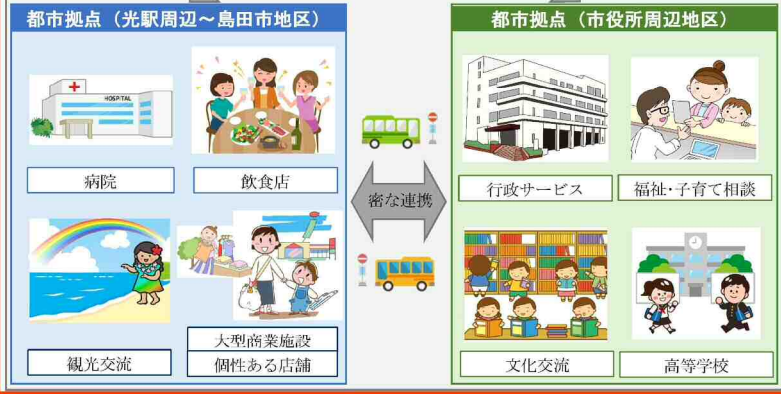 都市拠点（光駅周辺～島田市地区）
HOSPITAL
病院
飲食店
観光交流
大型商業施設
個性ある店舗
密な連携
都市拠点（市役所周辺地区）
行政サービス
福祉・子育て相談
文化交流
高等学校